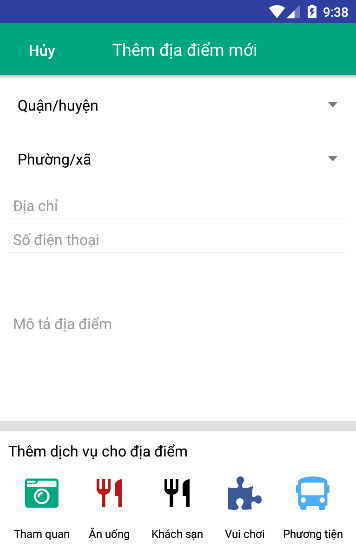 9:38
Hủy Thêm địa điểm mới
Quận/huyện
Phường/xã
Địa chỉ
Số điện thoại
Mô tả địa điểm
Thêm dịch vụ cho địa điểm
Tham quan Ăn uống Khách sạn Vui chơi Phương tiện